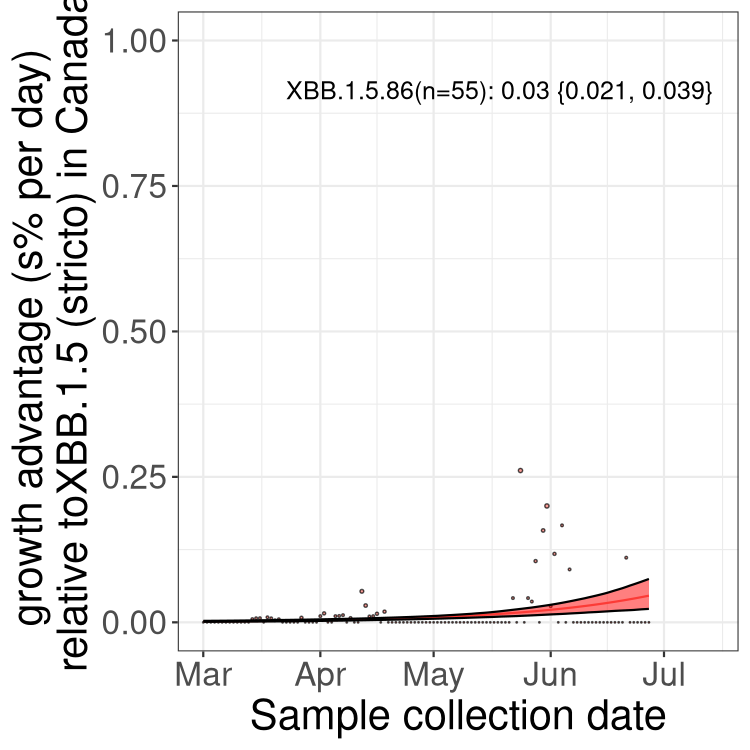 growth advantage (s% per day)
relative toXBB.1.5 (stricto) in Canada
1.00
0.75
0.50
0.25
0.00
XBB.1.5.86(n=55): 0.03 {0.021, 0.039}
Mar Apr May Jun Jul
Sample collection date